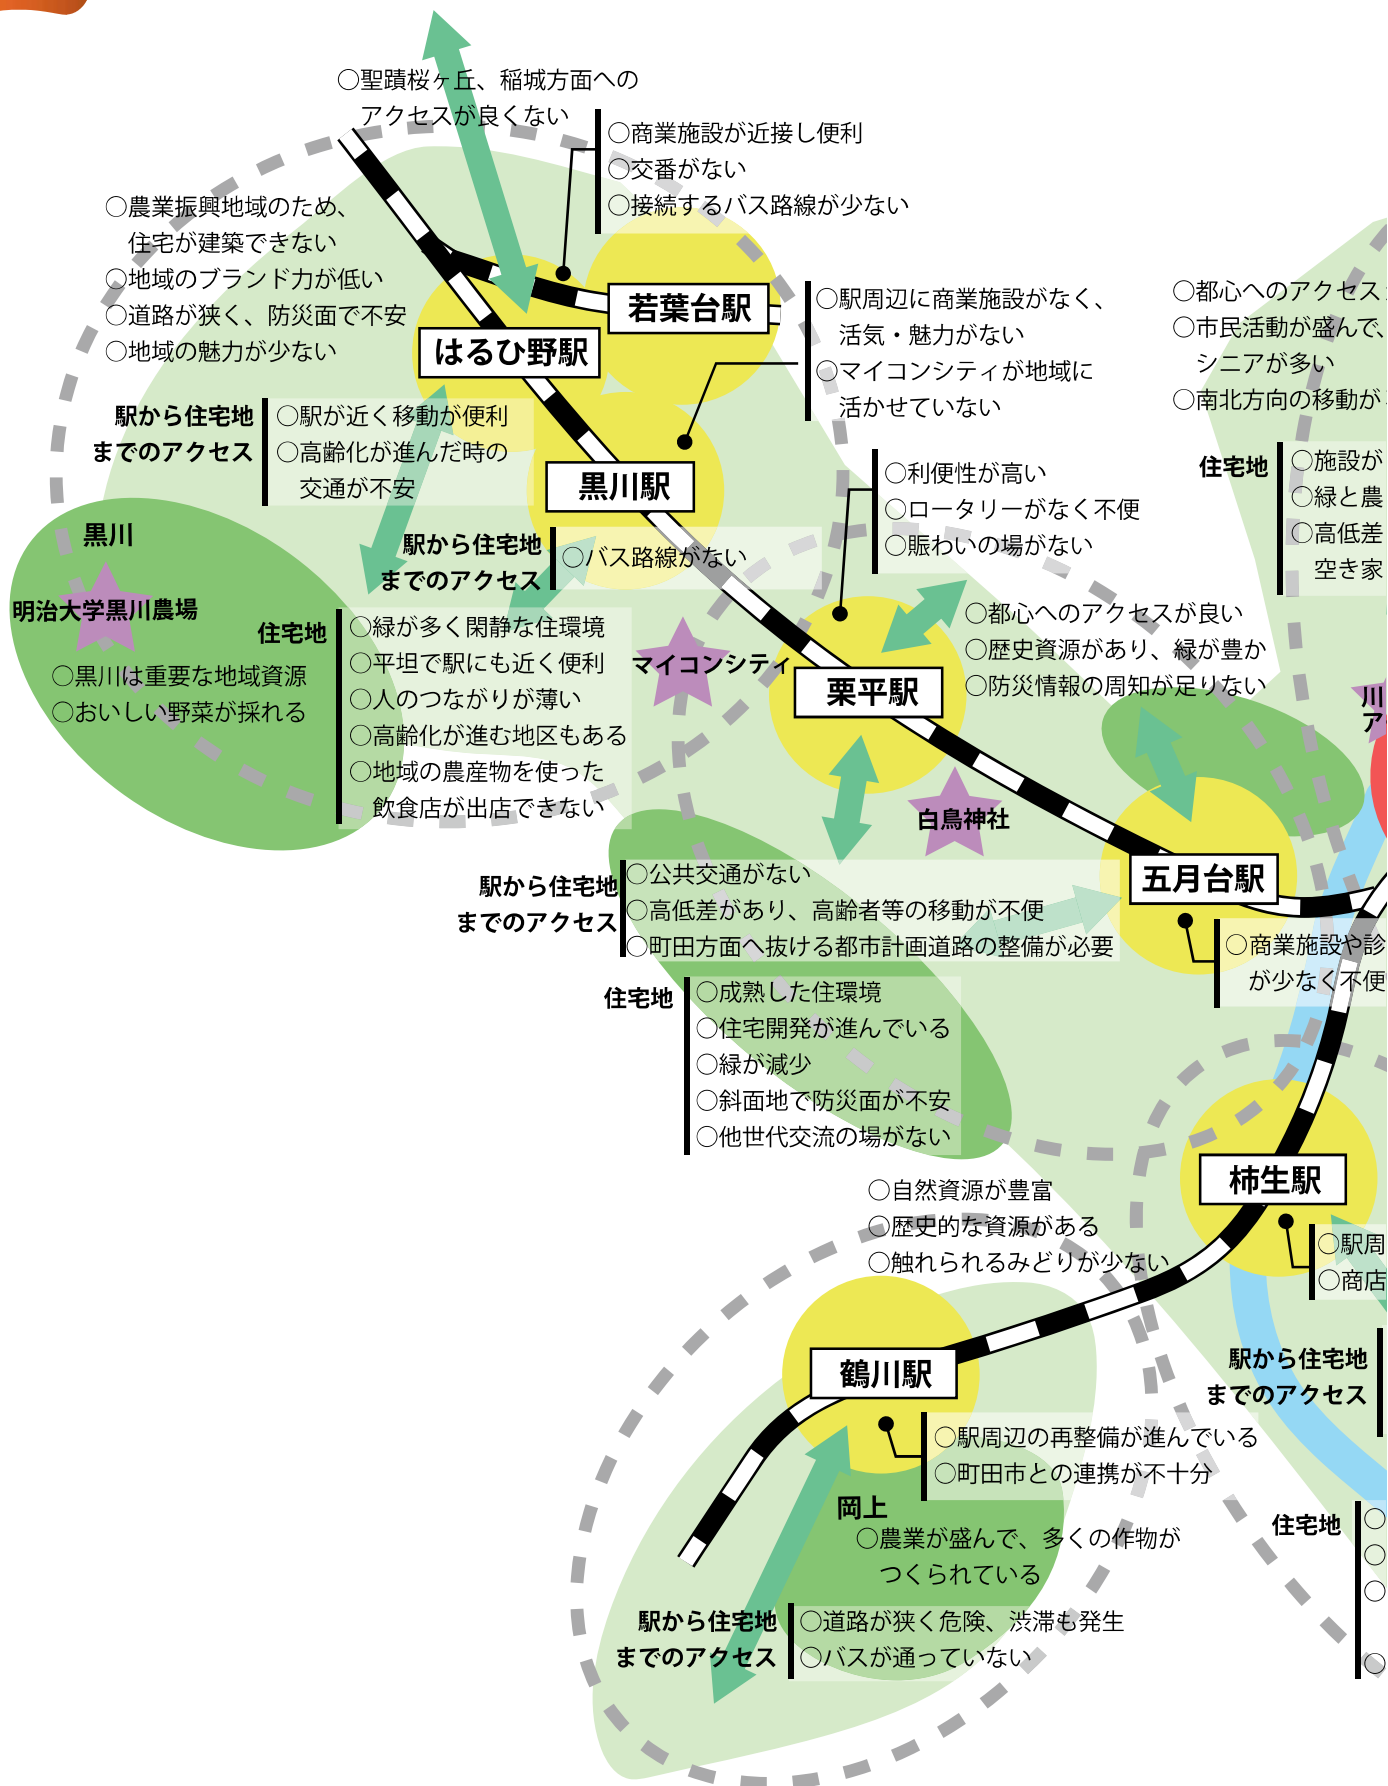 ○聖蹟桜ヶ丘、稲城方面への
アクセスが良くない
○商業施設が近接し便利
○交番がない
○接続するバス路線が少ない
○農業振興地域のため、
住宅が建築できない
○地域のブランド力が低い
○道路が狭く、防災面で不安
○地域の魅力が少ない
若葉台駅
はるひ野駅
○駅周辺に商業施設がなく、
活気・魅力がない
○マイコンシティが地域に
活かせていない
○都心へのアクセス
○市民活動が盛んで、
シニアが多い
○南北方向の移動が
駅から住宅地
までのアクセス
○駅が近く移動が便利
○高齢化が進んだ時の
交通が不安
黒川駅
○利便性が高い
○ロータリーがなく不便
○賑わいの場がない
住宅地
○施設が
○緑と農
○高低差
空き家
黒川
明治大学黒川農場
○黒川は重要な地域資源
○おいしい野菜が採れる
駅から住宅地
までのアクセス
○バス路線がない
住宅地
○緑が多く閑静な住環境
○平坦で駅にも近く便利
○人のつながりが薄い
○高齢化が進む地区もある
○地域の農産物を使った
飲食店が出店できない
マイコンシティ
栗平駅
○都心へのアクセスが良い
○歴史資源があり、緑が豊か
○防災情報の周知が足りない
川
ア
白鳥神社
五月台駅
駅から住宅地
までのアクセス
○公共交通がない
○高低差があり、高齢者等の移動が不便
○町田方面へ抜ける都市計画道路の整備が必要
○商業施設や診
が少なく不便
住宅地
○成熟した住環境
○住宅開発が進んでいる
○緑が減少
○斜面地で防災面が不安
○他世代交流の場がない
柿生駅
○自然資源が豊富
○歴史的な資源がある
○触れられるみどりが少ない
○駅周
○商店
鶴川駅
駅から住宅地
までのアクセス
○駅周辺の再整備が進んでいる
○町田市との連携が不十分
岡上
○農業が盛んで、多くの作物が
つくられている
住宅地
○
○
○
○
駅から住宅地
までのアクセス
○道路が狭く危険、渋滞も発生
○バスが通っていない